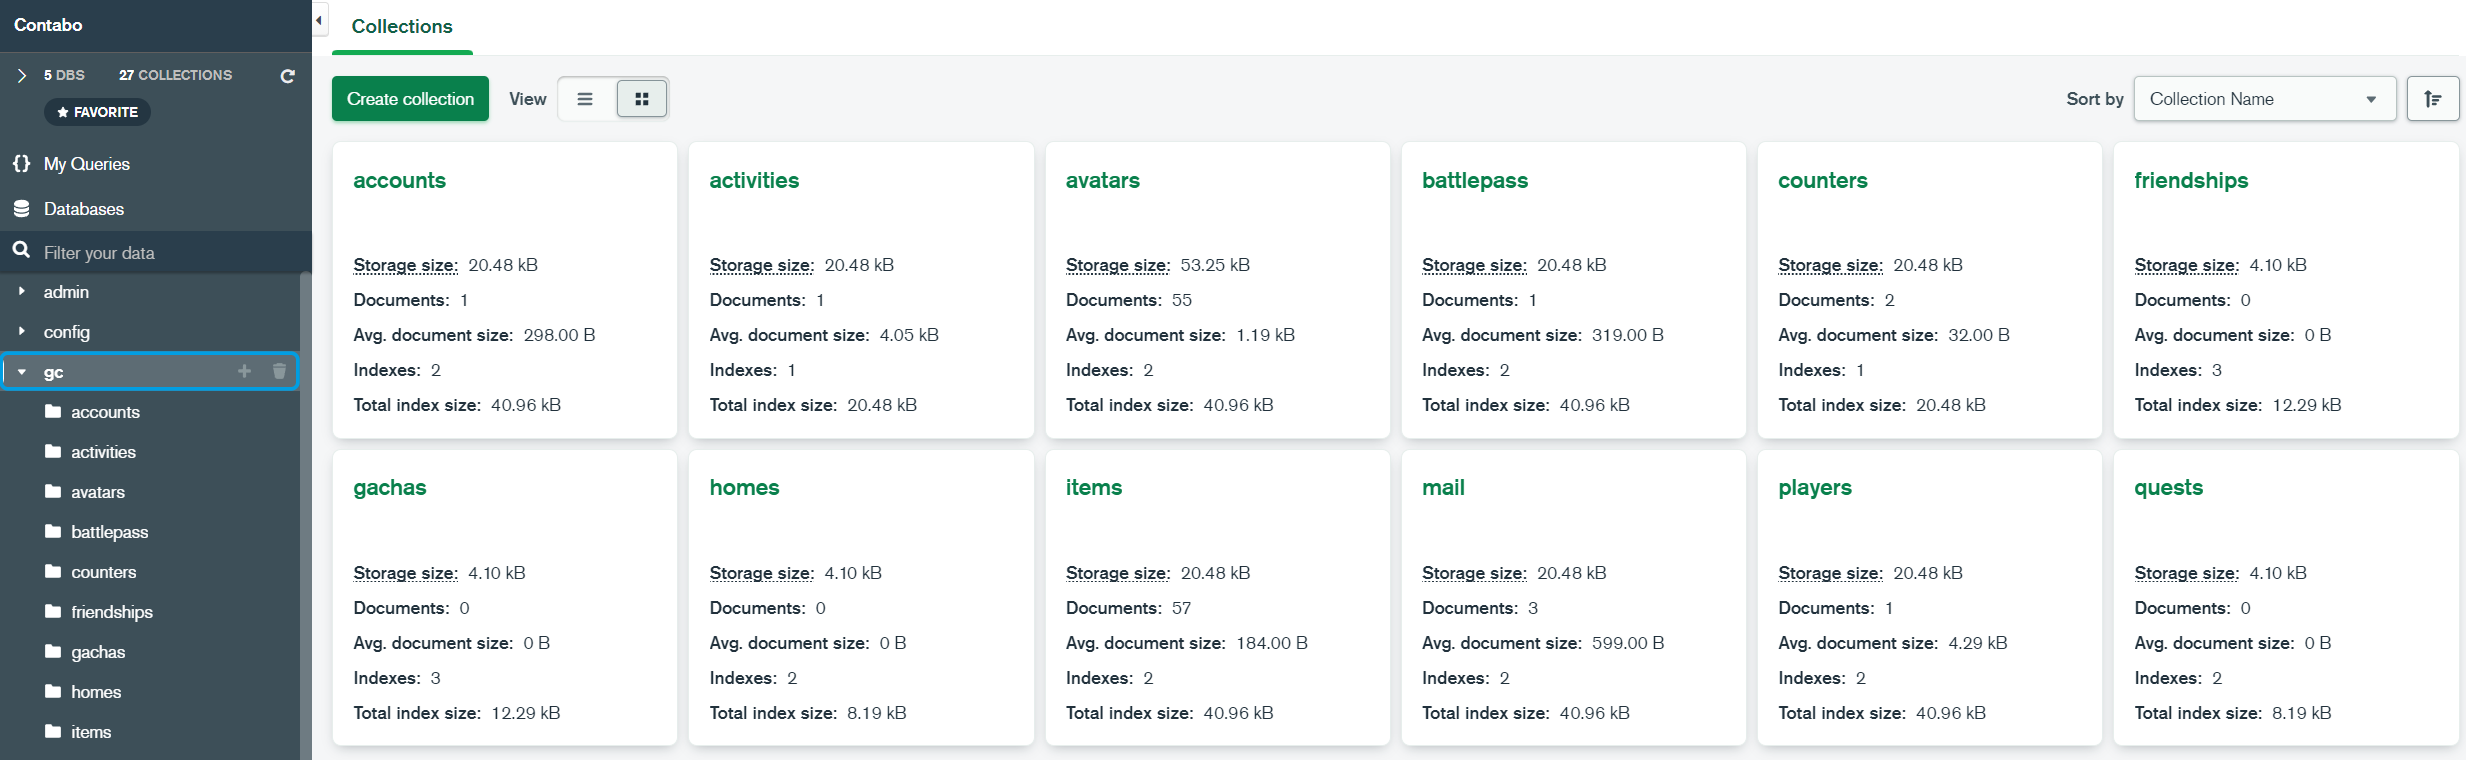 Contabo
5 DBS 27 COLLECTIONS
FAVORITE
My Queries
Databases
Filter your data
admin
config
gc
accounts
activities
avatars
battlepass
counters
friendships
gachas
homes
items
Collections
Create collection View
Sort by Collection Name
accounts
Storage size: 20.48 kB
Documents: 1
Avg. document size: 298.00 B
Indexes: 2
Total index size: 40.96 kB
activities
Storage size: 20.48 kB
Documents: 1
Avg. document size: 4.05 kB
Indexes: 1
Total index size: 20.48 kB
avatars
Storage size: 53.25 kB
Documents: 55
Avg. document size: 1.19 kB
Indexes: 2
Total index size: 40.96 kB
battlepass
Storage size: 20.48 kB
Documents: 1
Avg. document size: 319.00 B
Indexes: 2
Total index size: 40.96 kB
counters
Storage size: 20.48 kB
Documents: 2
Avg. document size: 32.00 B
Indexes: 1
Total index size: 20.48 kB
friendships
Storage size: 4.10 kB
Documents: 0
Avg. document size: 0 B
Indexes: 3
Total index size: 12.29 kB
gachas
Storage size: 4.10 kB
Documents: 0
Avg. document size: 0 B
Indexes: 3
Total index size: 12.29 kB
homes
Storage size: 4.10 kB
Documents: 0
Avg. document size: 0 B
Indexes: 2
Total index size: 8.19 kB
items
Storage size: 20.48 kB
Documents: 57
Avg. document size: 184.00 B
Indexes: 2
Total index size: 40.96 kB
mail
Storage size: 20.48 kB
Documents: 3
Avg. document size: 599.00 B
Indexes: 2
Total index size: 40.96 kB
players
Storage size: 20.48 kB
Documents: 1
Avg. document size: 4.29 kB
Indexes: 2
Total index size: 40.96 kB
quests
Storage size: 4.10 kB
Documents: 0
Avg. document size: 0 B
Indexes: 2
Total index size: 8.19 kB